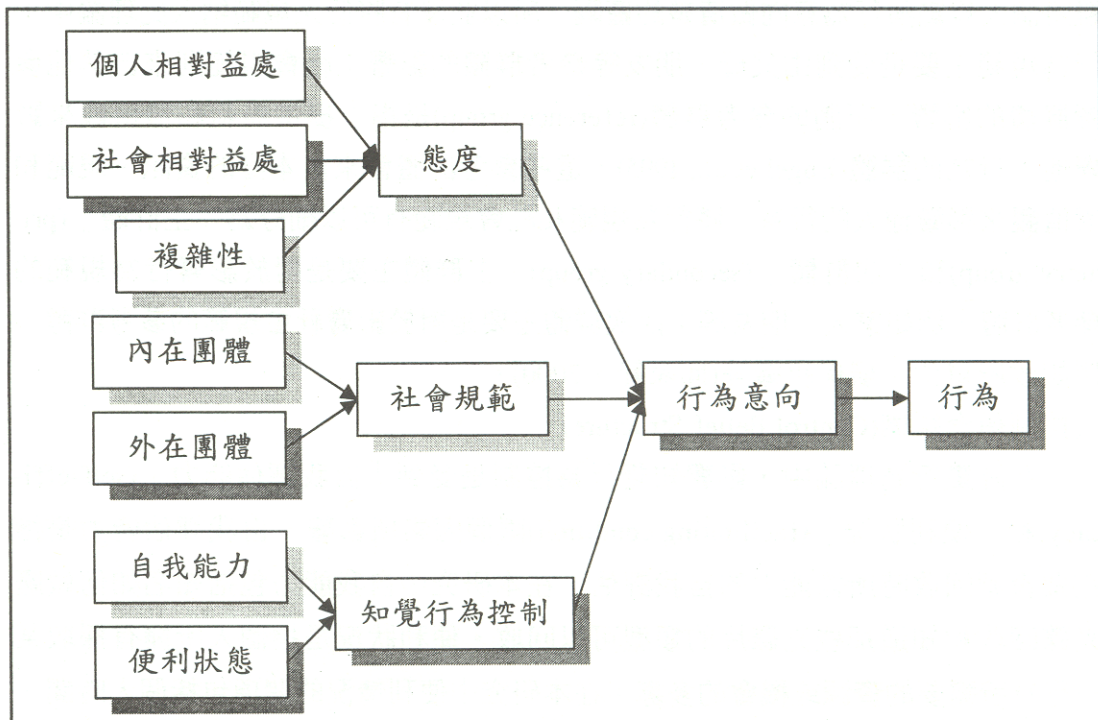 個人相對益處
社會相對益處
複雜性
態度
內在團體
外在團體
社會規範
自我能力
便利狀態
知覺行為控制
行為意向
行為